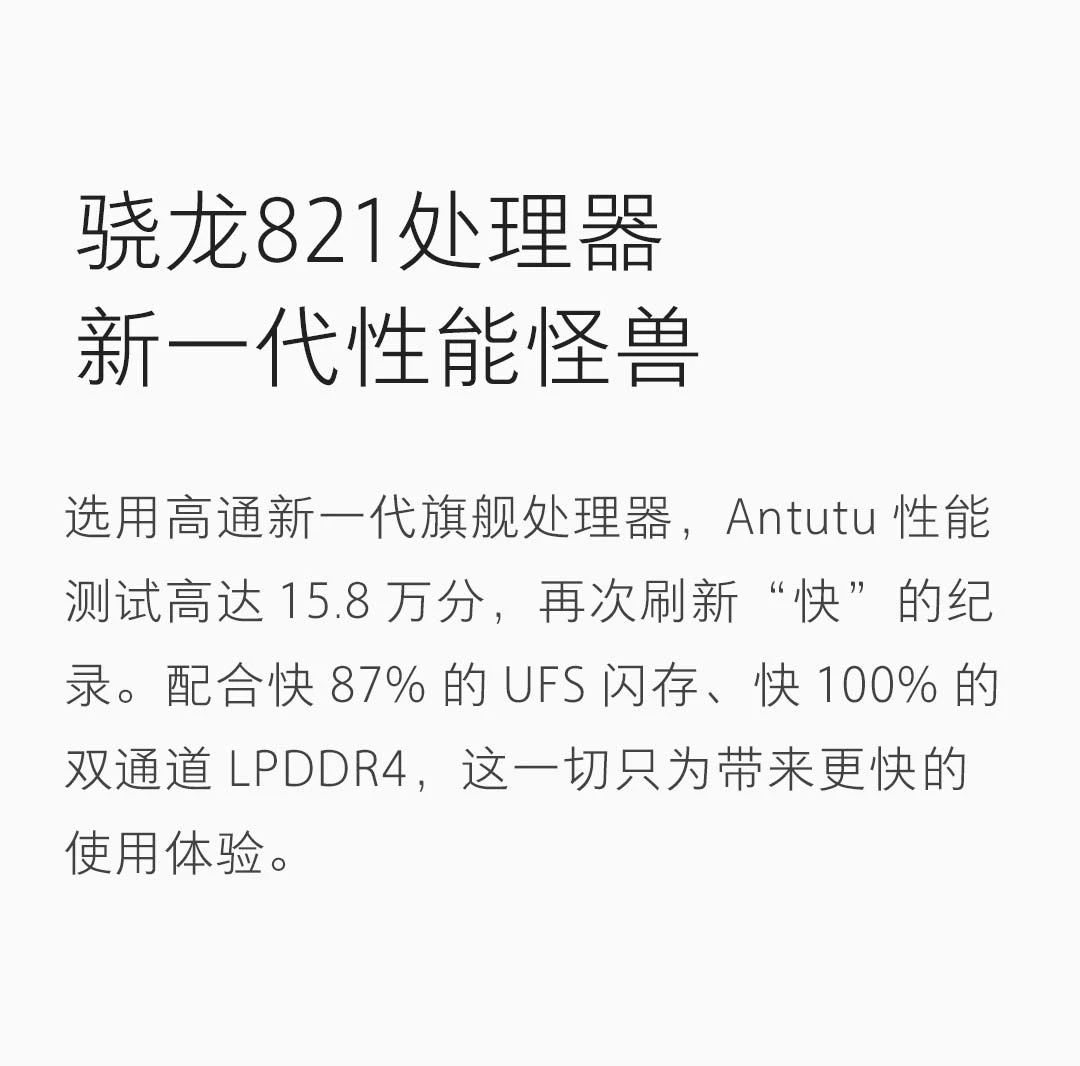 骁龙821处理器
新一代性能怪兽
选用高通新一代旗舰处理器，Antutu 性能
测试高达 15.8 万分，再次刷新“快”的纪
录。配合快 87% 的 UFS 闪存、快 100% 的
双通道 LPDDR4，这一切只为带来更快的
使用体验。